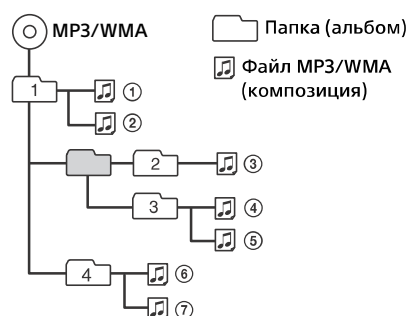 MP3/WMA
Папка (альбом)
Файл MP3/WMA
(композиция)
1
①
②
2
③
3
④
⑤
4
⑥
⑦